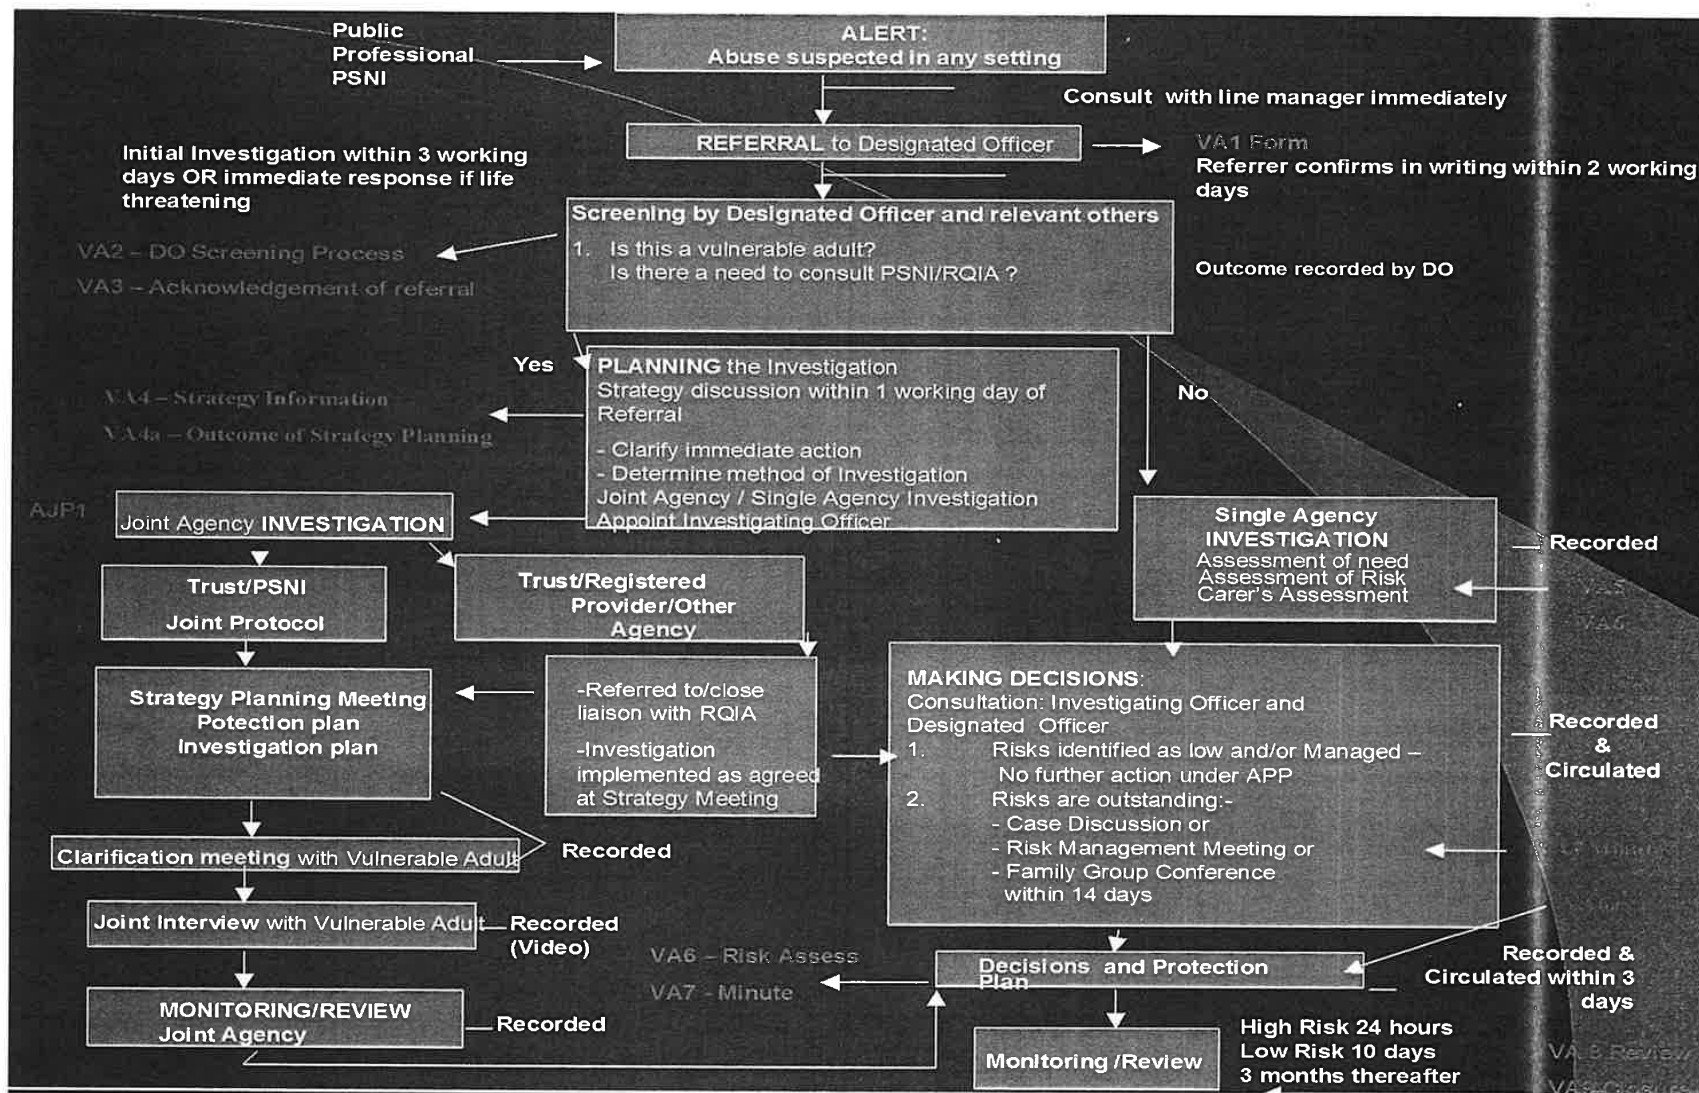 Public
Professional
PSNI
ALERT:
Abuse suspected in any setting
Consult with line manager immediately
REFERRAL to Designated Officer
VA1 Form
Referrer confirms in writing within 2 working
days
Initial Investigation within 3 working
days OR immediate response if life
threatening
Screening by Designated Officer and relevant others
1. Is this a vulnerable adult?
Is there a need to consult PSNI/RQIA ?
VA2 – DO Screening Process
VA3 – Acknowledgement of referral
Outcome recorded by DO
Yes
No
PLANNING the Investigation
Strategy discussion within 1 working day of
Referral
- Clarify immediate action
- Determine method of Investigation
Joint Agency / Single Agency Investigation
Appoint Investigating Officer
VA4 – Strategy Information
VA4a – Outcome of Strategy Planning
AJP1
Joint Agency INVESTIGATION
Trust/PSNI
Joint Protocol
Trust/Registered
Provider/Other
Agency
Single Agency
INVESTIGATION
Assessment of need
Assessment of Risk
Carer's Assessment
Recorded
VA5
VA6
Strategy Planning Meeting
Potection plan
Investigation plan
-Referred to/close
liaison with RQIA
-Investigation
implemented as agreed
at Strategy Meeting
MAKING DECISIONS:
Consultation: Investigating Officer and
Designated Officer
1. Risks identified as low and/or Managed –
No further action under APP
2. Risks are outstanding:-
- Case Discussion or
- Risk Management Meeting or
- Family Group Conference
within 14 days
Recorded
&
Circulated
Clarification meeting with Vulnerable Adult
Recorded
Joint Interview with Vulnerable Adult
Recorded
(Video)
VA6 – Risk Assess
VA7 - Minute
Decisions and Protection
Plan
Recorded &
Circulated within 3
days
MONITORING/REVIEW
Joint Agency
Recorded
Monitoring /Review
High Risk 24 hours
Low Risk 10 days
3 months thereafter
VA 8 Review